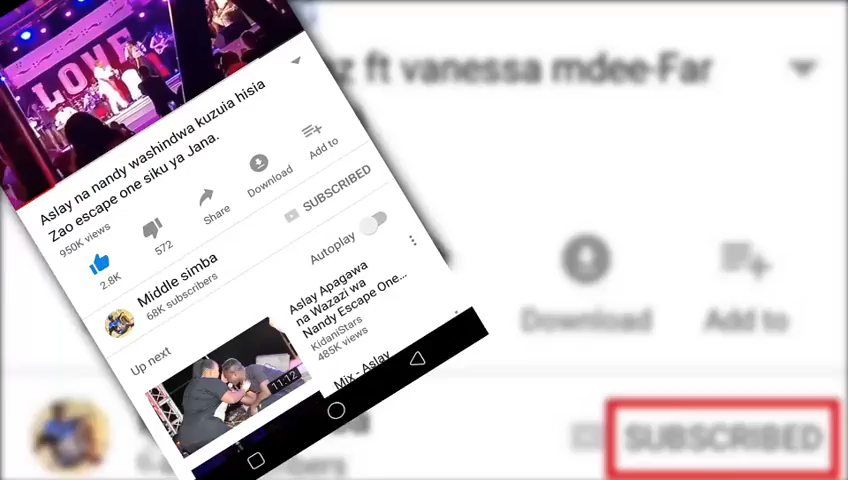 LOVE
Aslay na nandy washindwa kuzuia hisia
Zao escape one siku ya Jana.
950K views
2.8K
572
Share
Download
Add to
Middle simba
68K subscribers
SUBSCRIBED
Autoplay
Up next
Aslay Apagawa
na Wazazi wa
Nandy Escape One...
KidaniStars
485K views
11:12
Mix - Aslay
ft vanessa mdee-Far
Download
Add to
SUBSCRIBED